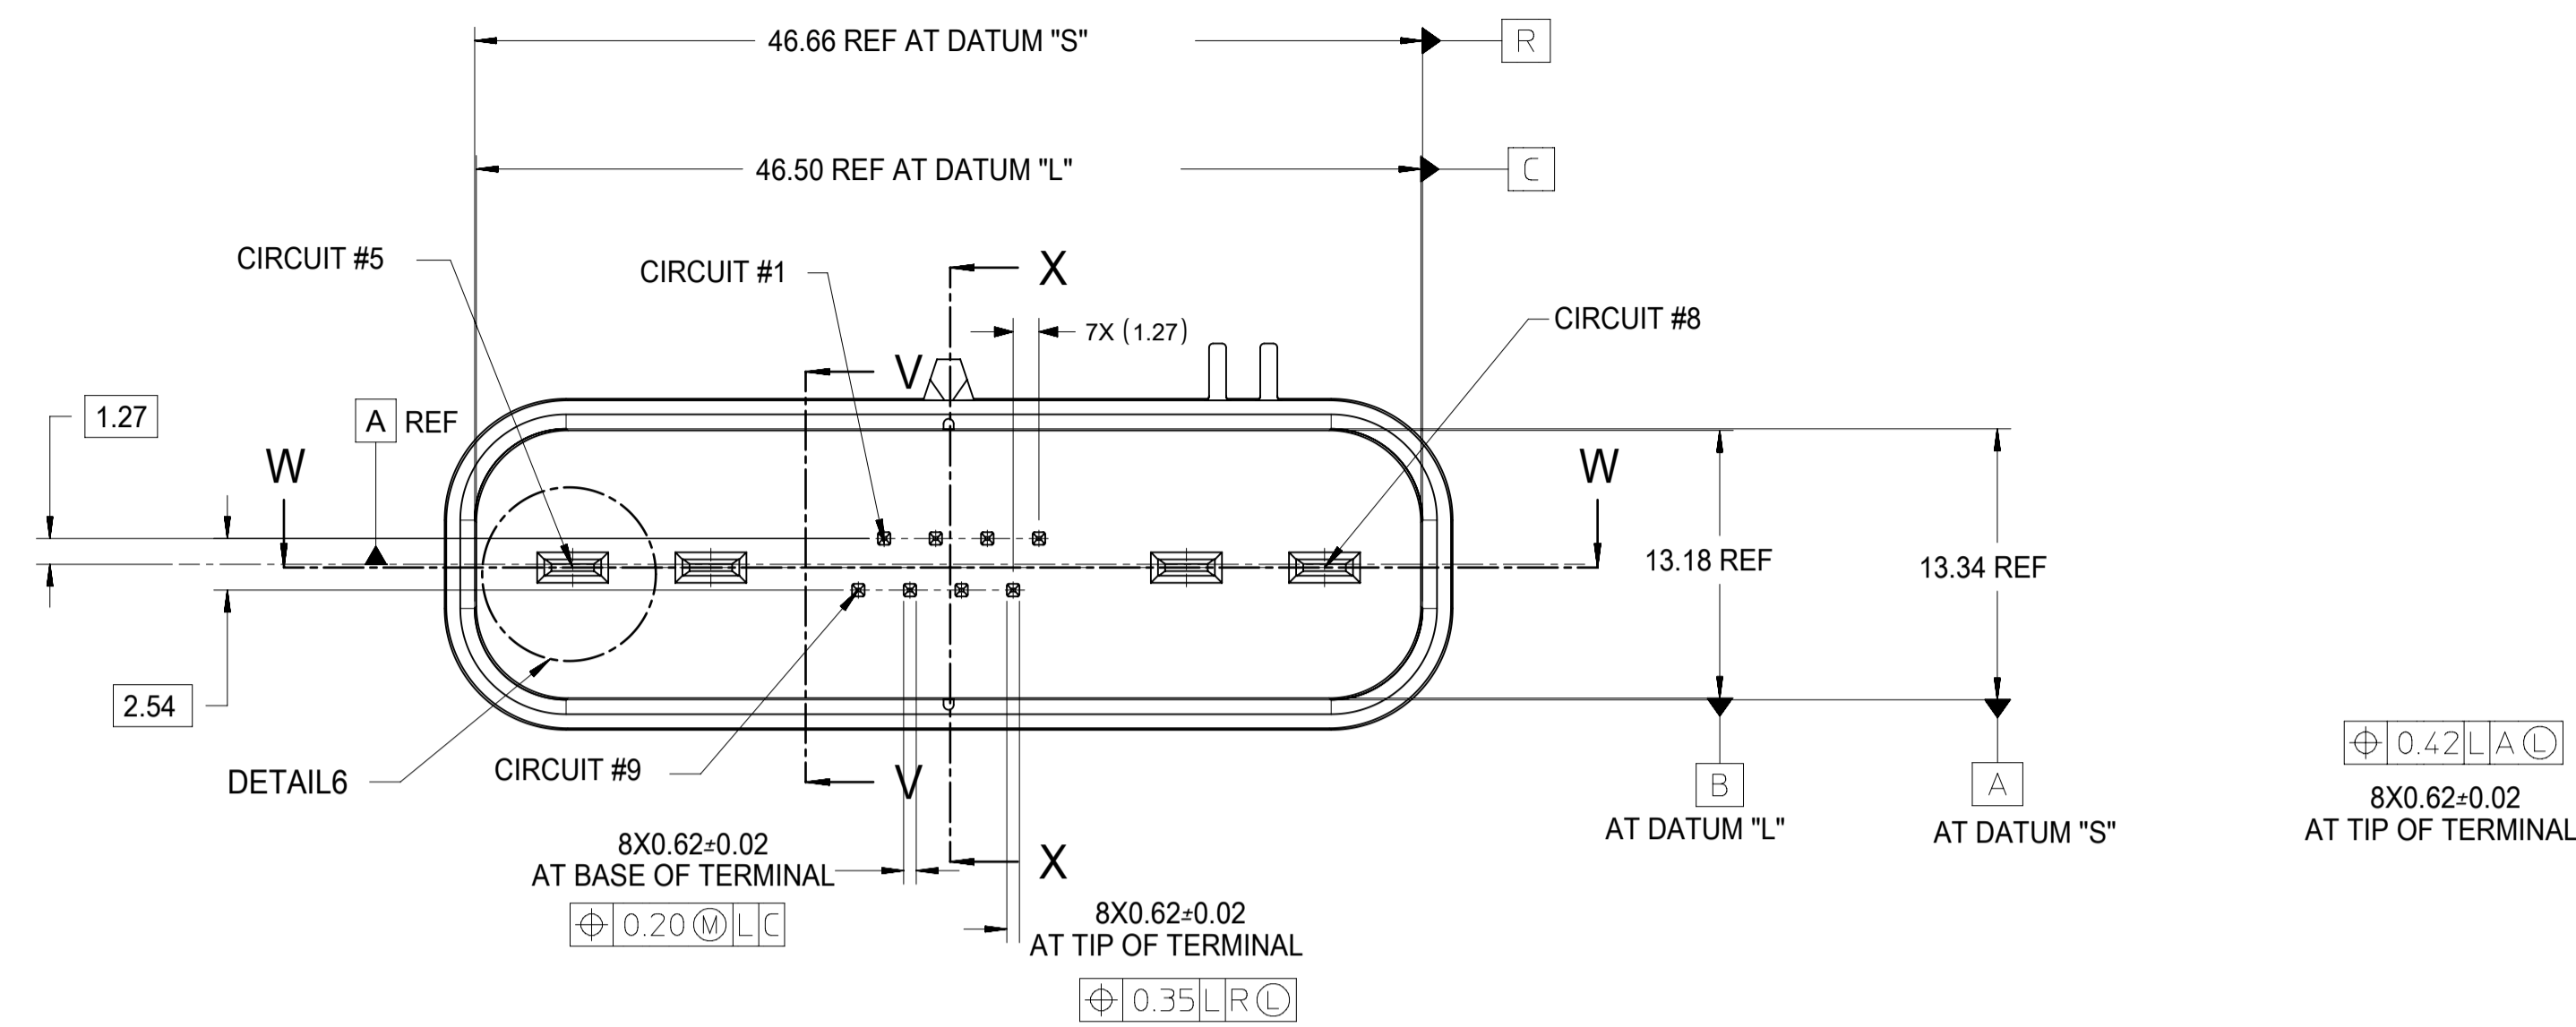 46.66 REF AT DATUM "S"
R
46.50 REF AT DATUM "L"
C
CIRCUIT #5
CIRCUIT #1
X
CIRCUIT #8
7X (1.27)
V
1.27
A REF
W
W
13.18 REF
13.34 REF
2.54
DETAIL6
CIRCUIT #9
V
B
AT DATUM "L"
A
AT DATUM "S"
⌖ 0.42 L A Ⓛ
8X0.62±0.02
AT TIP OF TERMINAL
8X0.62±0.02
AT BASE OF TERMINAL
⌖ 0.20 Ⓜ L C
X
8X0.62±0.02
AT TIP OF TERMINAL
⌖ 0.35 L R Ⓛ